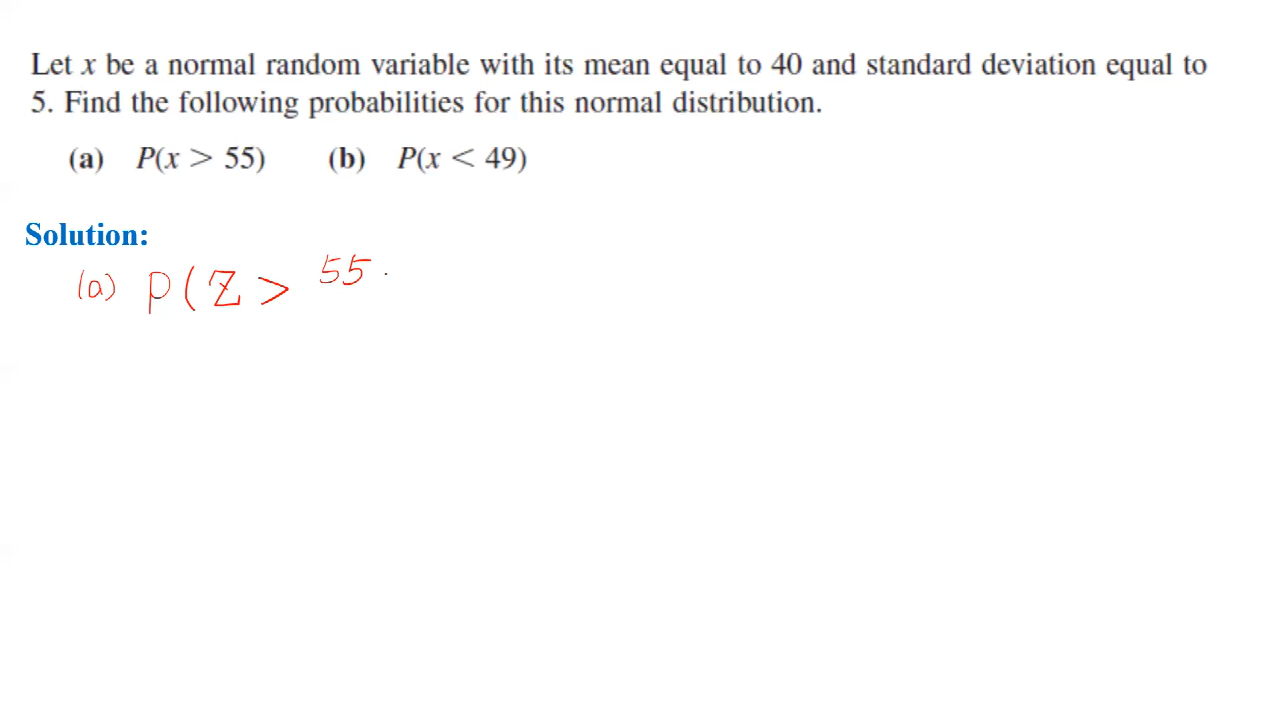 Let x be a normal random variable with its mean equal to 40 and standard deviation equal to
5. Find the following probabilities for this normal distribution.
(a) P(x > 55) (b) P(x < 49)
Solution:
(a) P(Z > 55